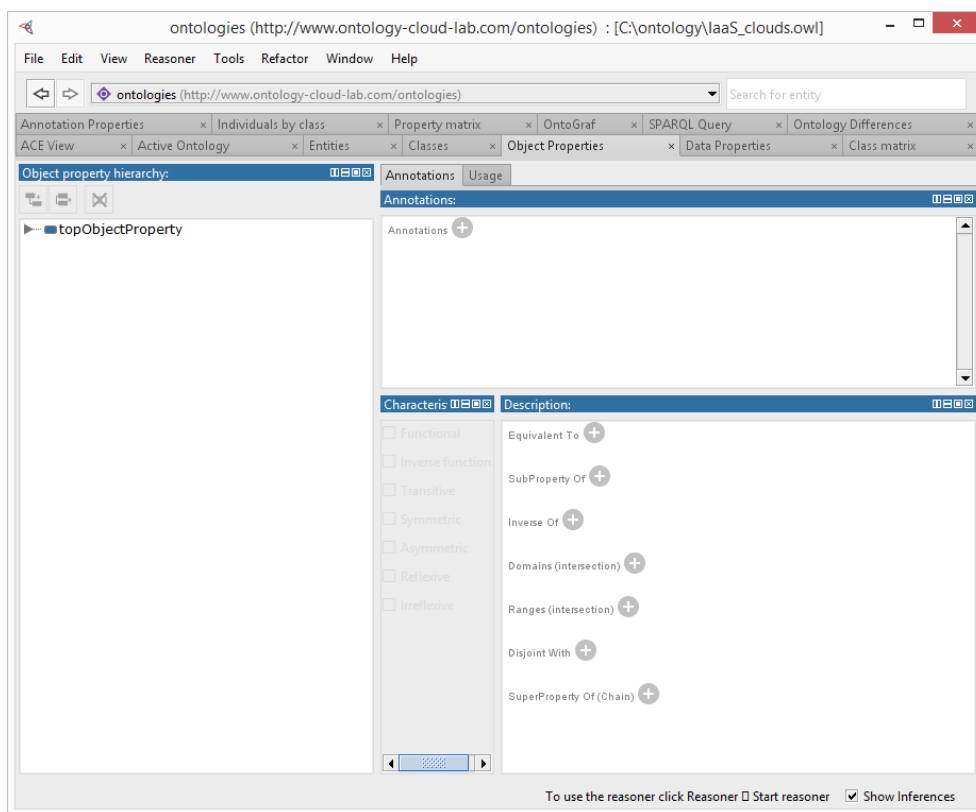 ontologies (http://www.ontology-cloud-lab.com/ontologies) : [C:\ontology\IaaS_clouds.owl]
File Edit View Reasoner Tools Refactor Window Help
ontologies (http://www.ontology-cloud-lab.com/ontologies) Search for entity
Annotation Properties Individuals by class Property matrix OntoGraf SPARQL Query Ontology Differences
ACE View Active Ontology Entities Classes Object Properties Data Properties Class matrix
Object property hierarchy:
topObjectProperty
Annotations Usage
Annotations:
Annotations
Characteris
Functional
Inverse function
Transitive
Symmetric
Asymmetric
Reflexive
Irreflexive
Description:
Equivalent To
SubProperty Of
Inverse Of
Domains (intersection)
Ranges (intersection)
Disjoint With
SuperProperty Of (Chain)
To use the reasoner click Reasoner ▯ Start reasoner Show Inferences